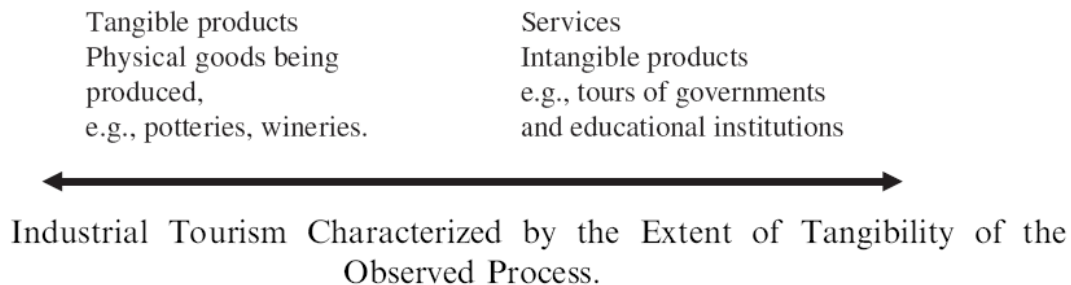 Tangible products
Physical goods being
produced,
e.g., potteries, wineries.
Services
Intangible products
e.g., tours of governments
and educational institutions
Industrial Tourism Characterized by the Extent of Tangibility of the
Observed Process.